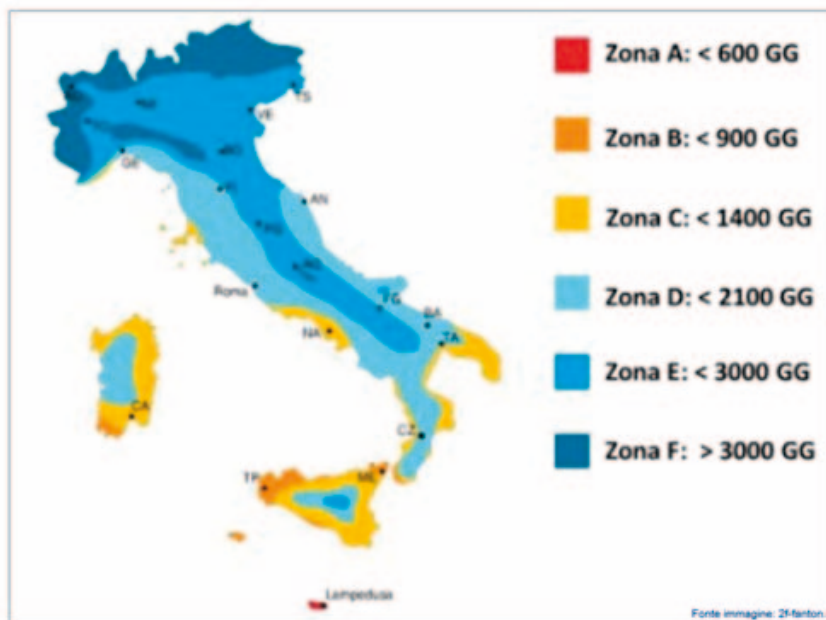 Zona A: < 600 GG
Zona B: < 900 GG
Zona C: < 1400 GG
Zona D: < 2100 GG
Zona E: < 3000 GG
Zona F: > 3000 GG
TS
VE
GE
AN
Roma
FG
BA
NA
TA
CA
CZ
TP
ME
Lampedusa
Fonte immagine: 2f-fanton.